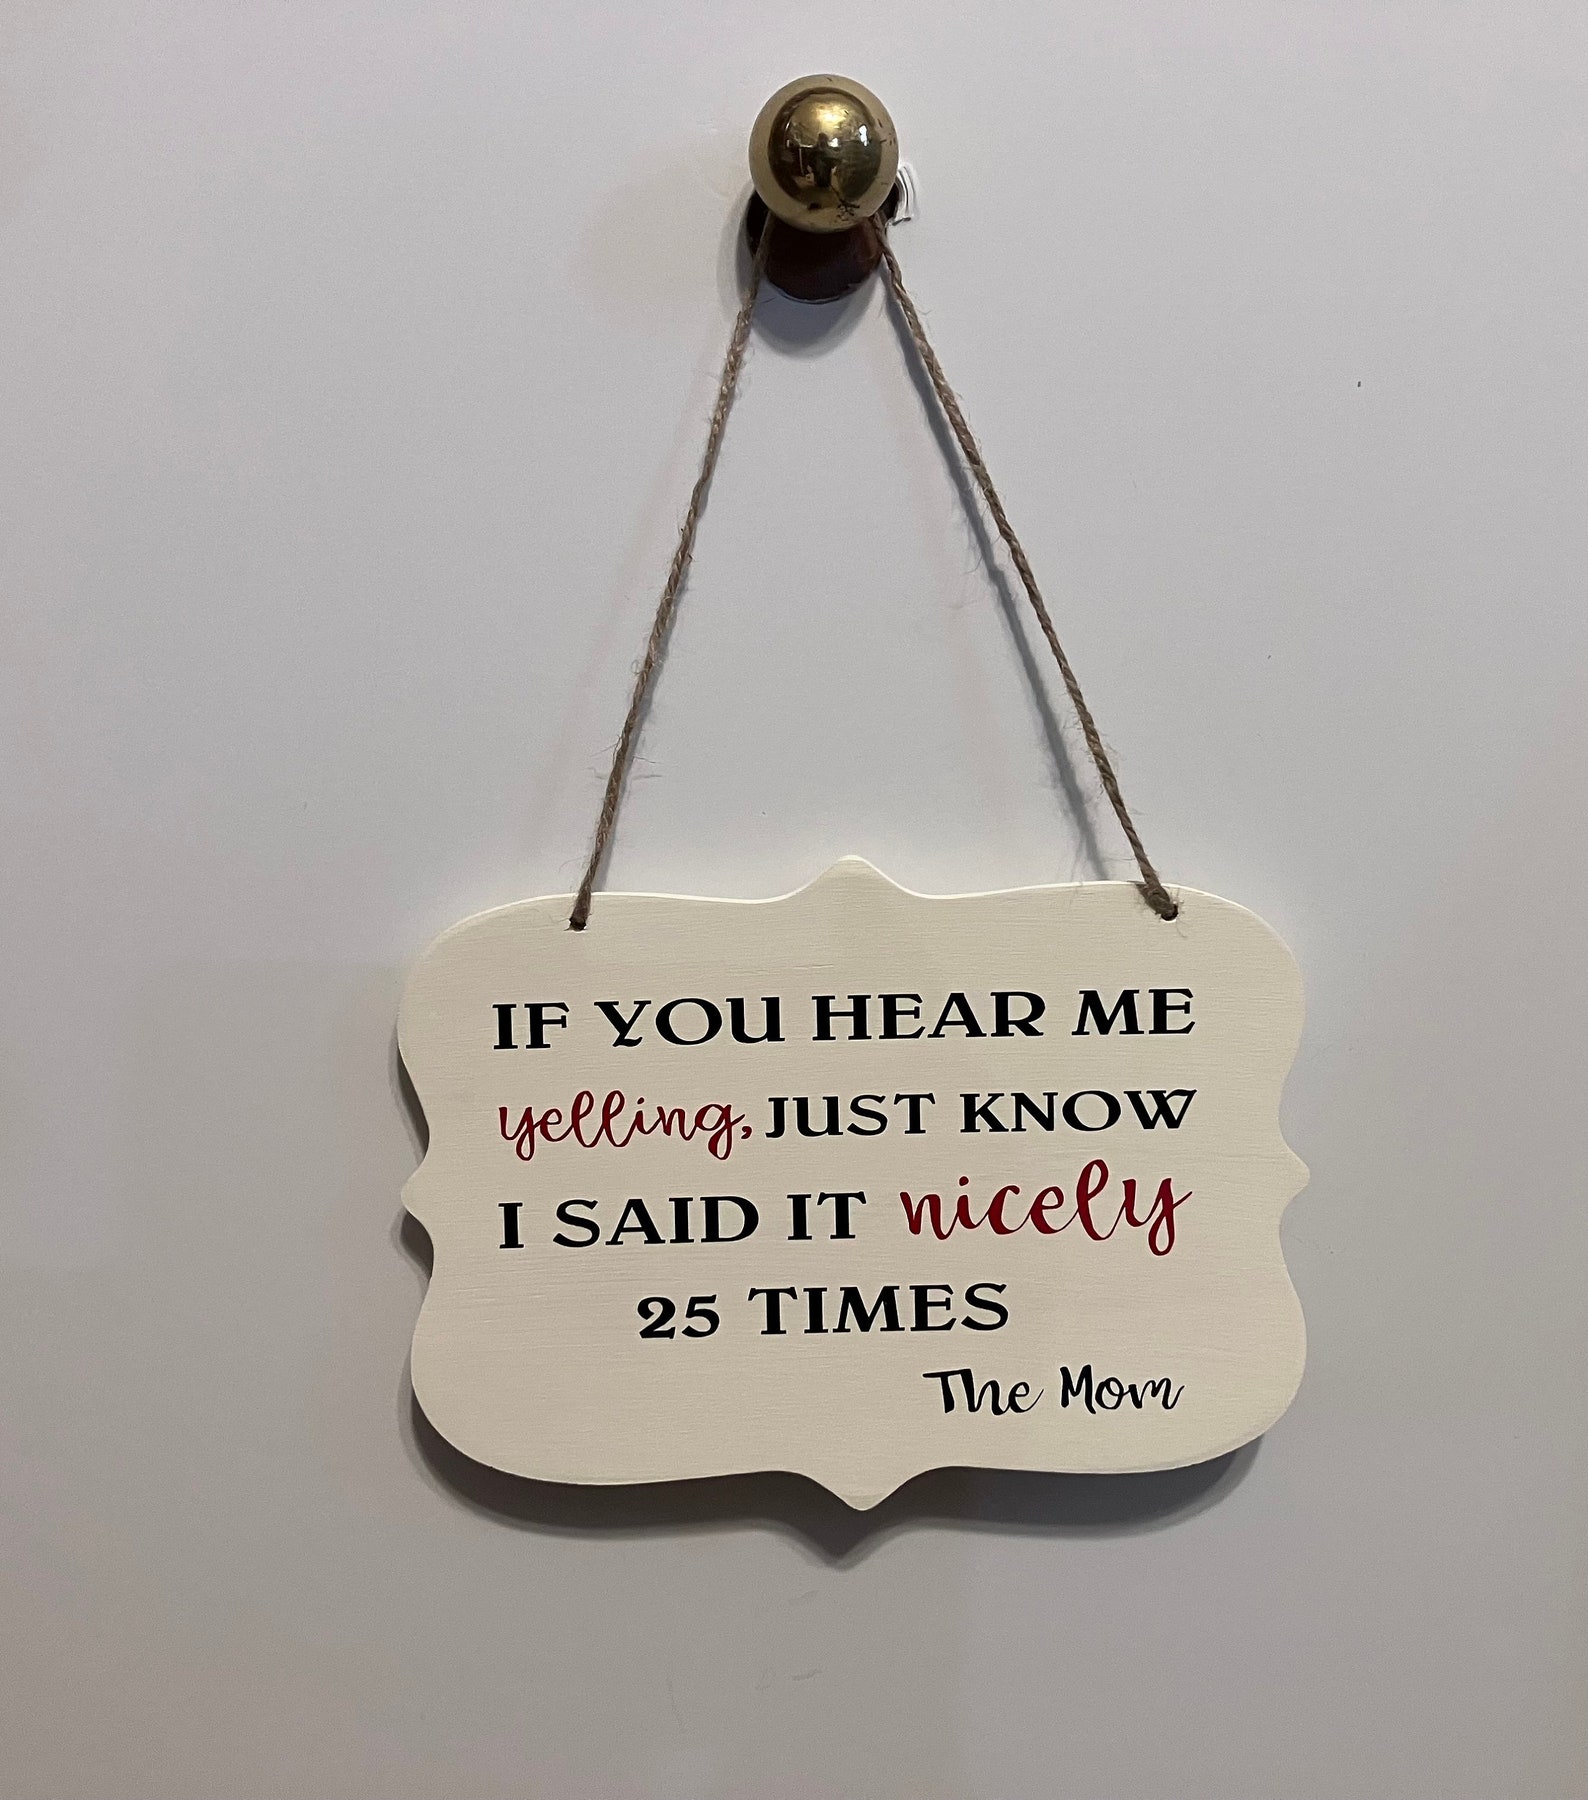 IF YOU HEAR ME
yelling, JUST KNOW
I SAID IT nicely
25 TIMES
The Mom